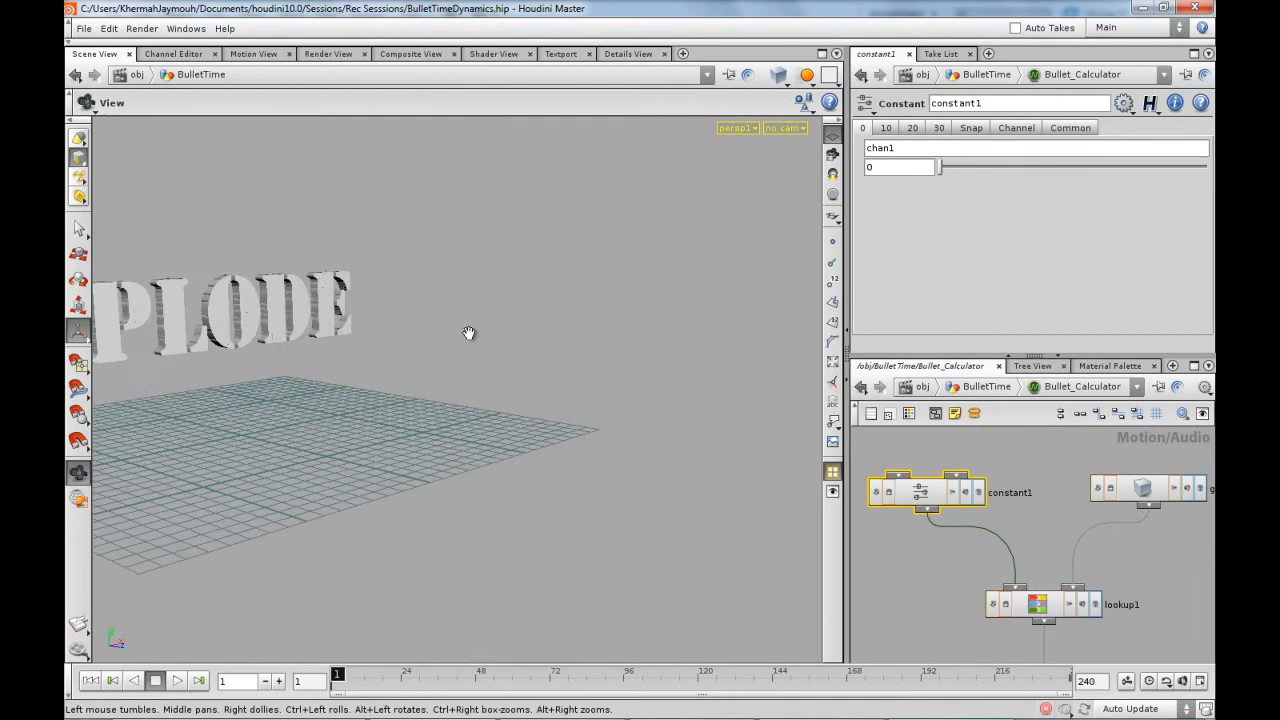 C:/Users/KhermahJaymouh/Documents/houdini10.0/Sessions/Rec Sesssions/BulletTimeDynamics.hip - Houdini Master
File Edit Render Windows Help
Auto Takes Main
Scene View Channel Editor Motion View Render View Composite View Shader View Textport Details View
constant1 Take List
obj BulletTime
obj BulletTime Bullet_Calculator
View
Constant constant1
persp1 no cam
0 10 20 30 Snap Channel Common
chan1
0
PLODE
/obj/BulletTime/Bullet_Calculator Tree View Material Palette
obj BulletTime Bullet_Calculator
Motion/Audio
constant1
g
lookup1
1 24 48 72 96 120 144 168 192 216
1 1 240
Left mouse tumbles. Middle pans. Right dollies. Ctrl+Left rolls. Alt+Left rotates. Ctrl+Right box-zooms. Alt+Right zooms.
Auto Update